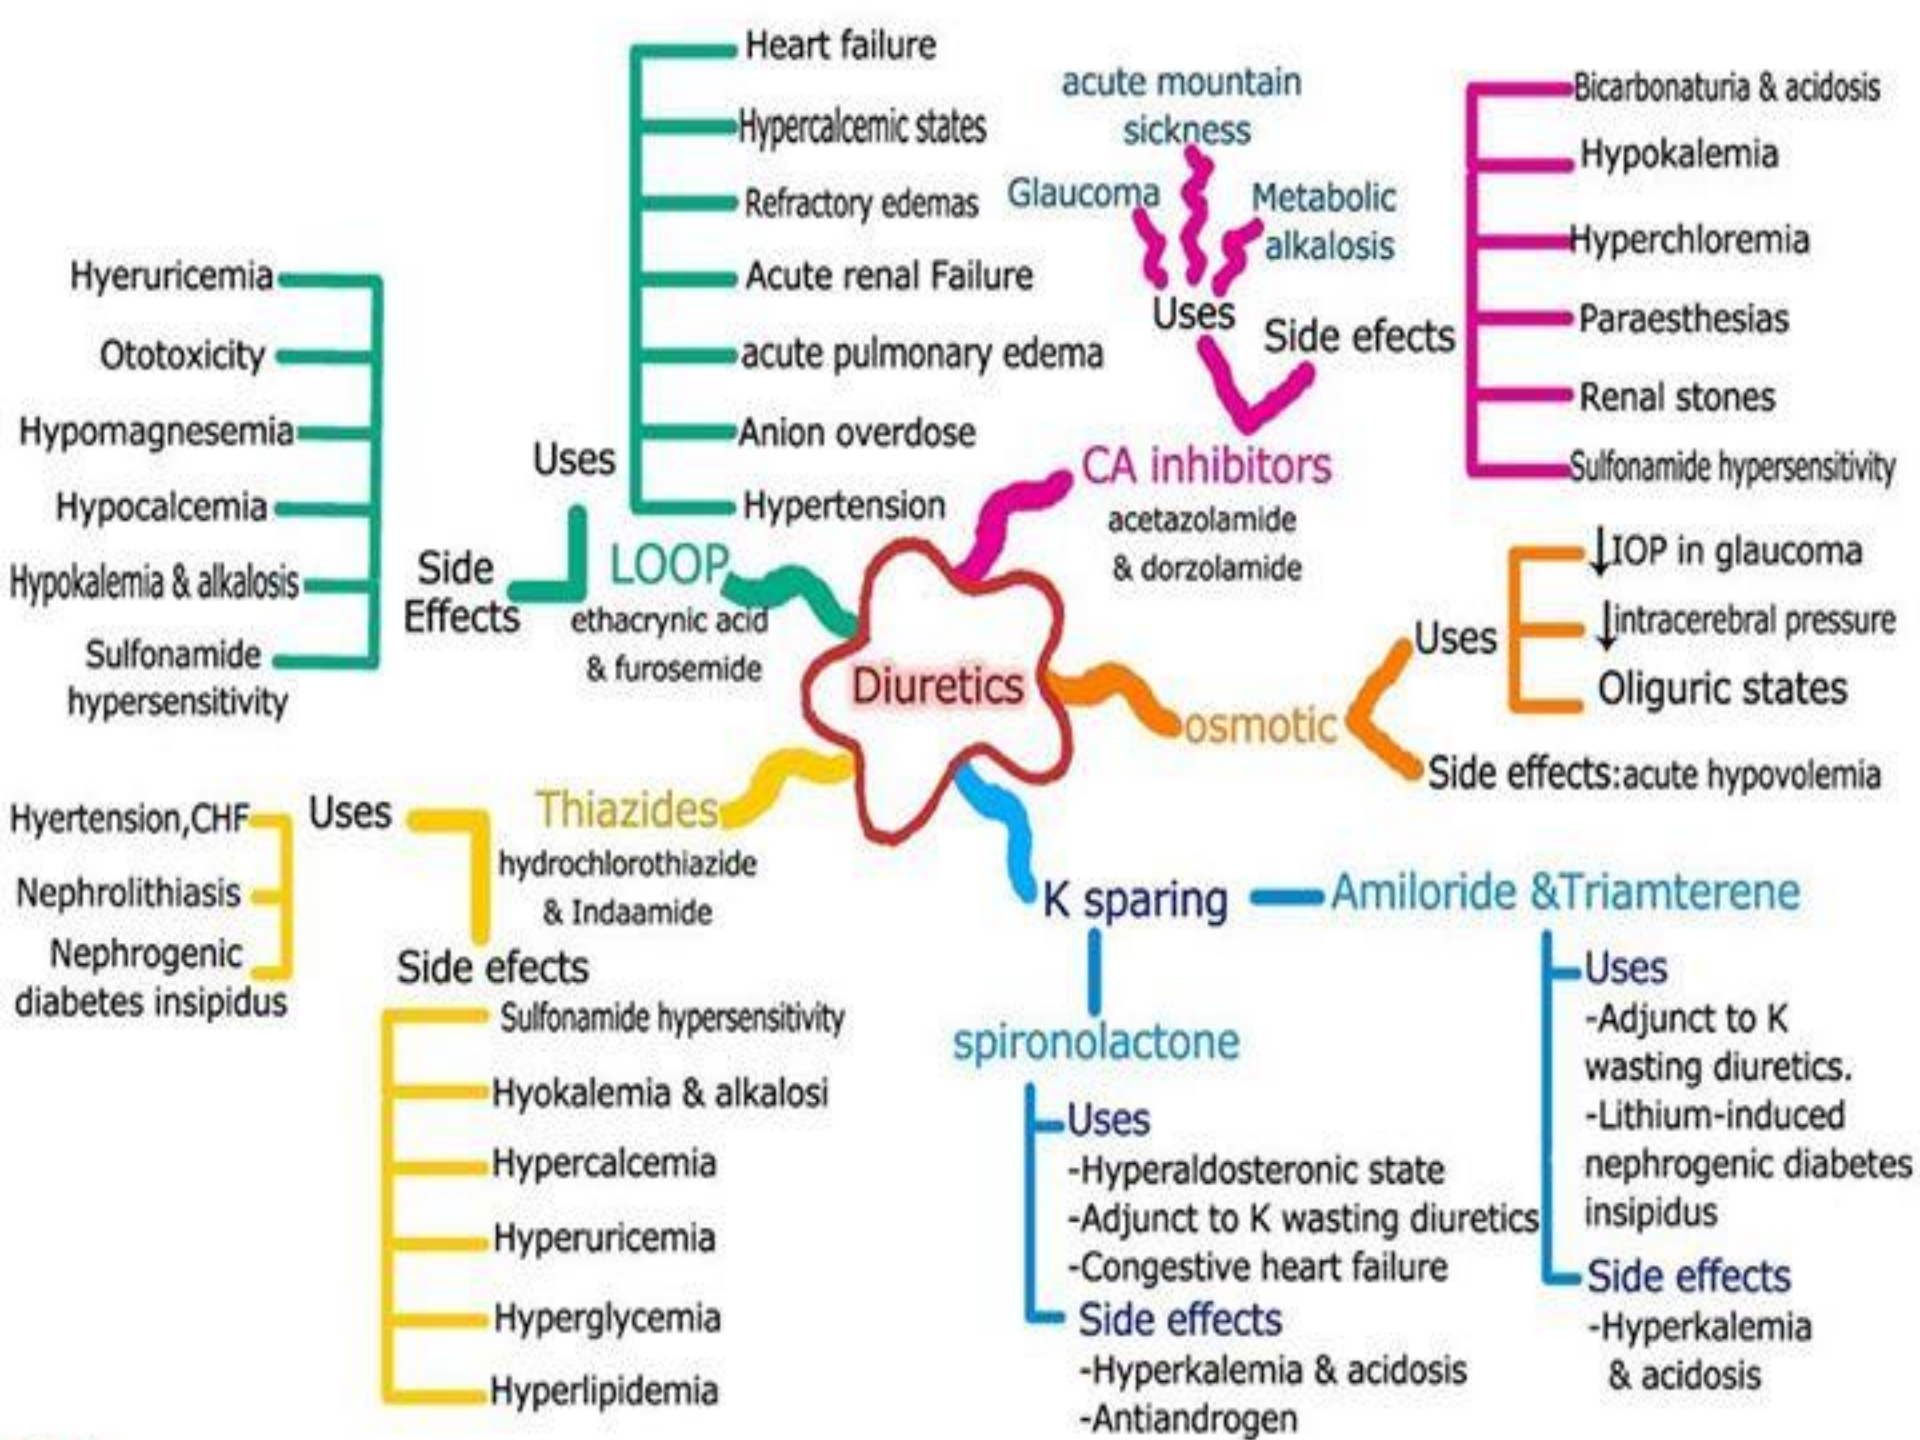 Heart failure
Hypercalcemic states
Refractory edemas
Acute renal Failure
acute pulmonary edema
Anion overdose
Hypertension
Uses
Hyeruricemia
Ototoxicity
Hypomagnesemia
Hypocalcemia
Hypokalemia & alkalosis
Sulfonamide
hypersensitivity
Side
Effects
LOOP
ethacrynic acid
& furosemide
acute mountain
sickness
Glaucoma
Metabolic
alkalosis
Uses
Side efects
Bicarbonaturia & acidosis
Hypokalemia
Hyperchloremia
Paraesthesias
Renal stones
Sulfonamide hypersensitivity
CA inhibitors
acetazolamide
& dorzolamide
Diuretics
osmotic
Uses
↓IOP in glaucoma
↓intracerebral pressure
Oliguric states
Side effects:acute hypovolemia
Thiazides
hydrochlorothiazide
& Indaamide
Uses
Hyertension,CHF
Nephrolithiasis
Nephrogenic
diabetes insipidus
Side efects
Sulfonamide hypersensitivity
Hyokalemia & alkalosi
Hypercalcemia
Hyperuricemia
Hyperglycemia
Hyperlipidemia
K sparing
Amiloride &Triamterene
Uses
-Adjunct to K
wasting diuretics.
-Lithium-induced
nephrogenic diabetes
insipidus
Side effects
-Hyperkalemia
& acidosis
spironolactone
Uses
-Hyperaldosteronic state
-Adjunct to K wasting diuretics
-Congestive heart failure
Side effects
-Hyperkalemia & acidosis
-Antiandrogen